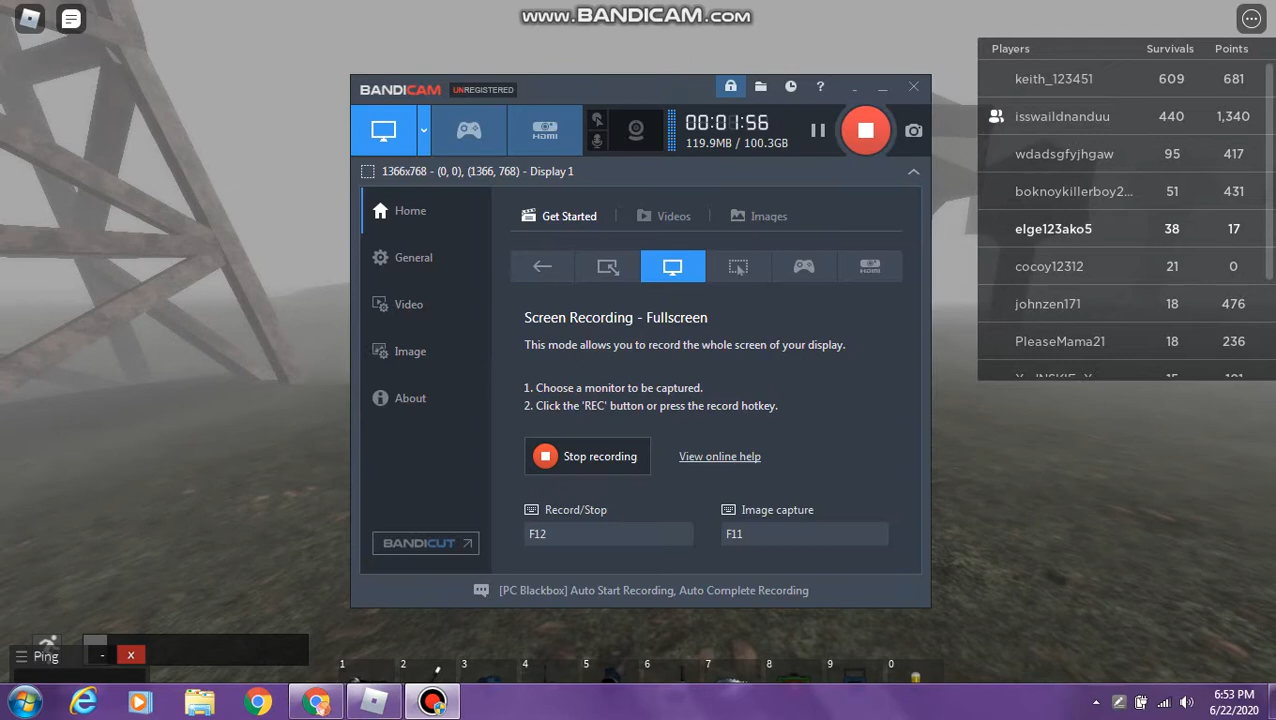 www.BANDICAM.com
Players Survivals Points
keith_123451 609 681
isswaildnanduu 440 1,340
wdadsgfyjhgaw 95 417
boknoykillerboy2... 51 431
elge123ako5 38 17
cocoy12312 21 0
johnzen171 18 476
PleaseMama21 18 236
BANDICAM UNREGISTERED
HDMI
00:01:56
119.9MB / 100.3GB
1366x768 - (0, 0), (1366, 768) - Display 1
Home
General
Video
Image
About
BANDICUT
Get Started Videos Images
HDMI
Screen Recording - Fullscreen
This mode allows you to record the whole screen of your display.
1. Choose a monitor to be captured.
2. Click the 'REC' button or press the record hotkey.
Stop recording View online help
Record/Stop Image capture
F12 F11
[PC Blackbox] Auto Start Recording, Auto Complete Recording
Ping - x
1 2 3 4 5 6 7 8 9 0
6:53 PM
6/22/2020